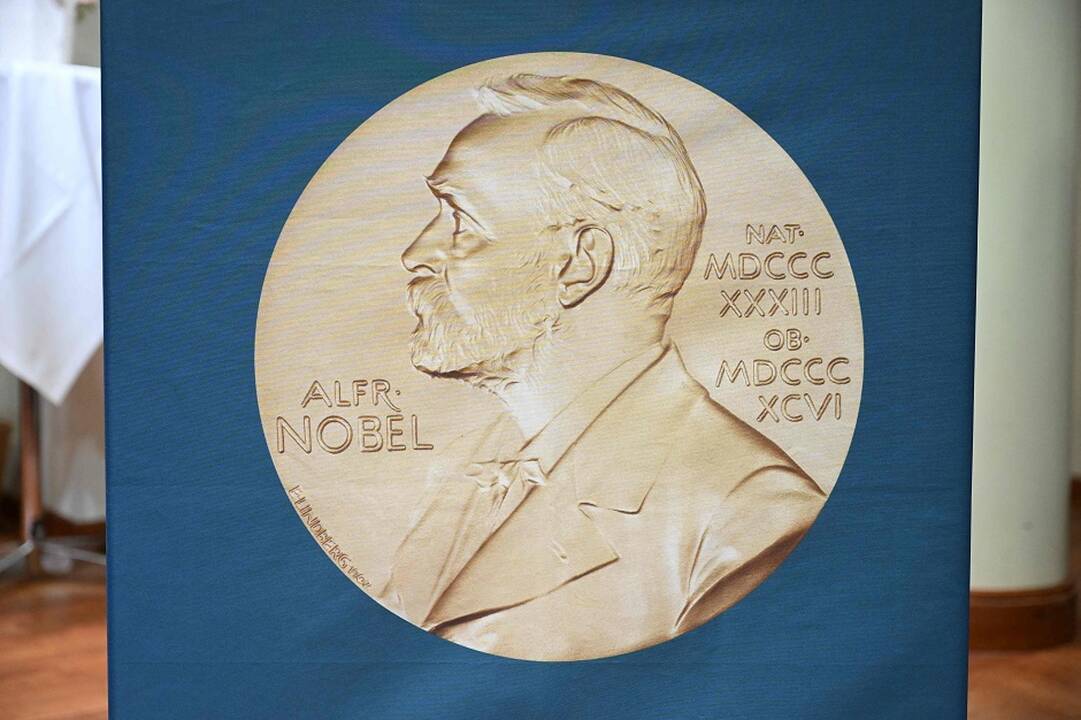 ALFR·
NOBEL
NAT·
MDCCC
XXXIII
OB·
MDCCC
XCVI